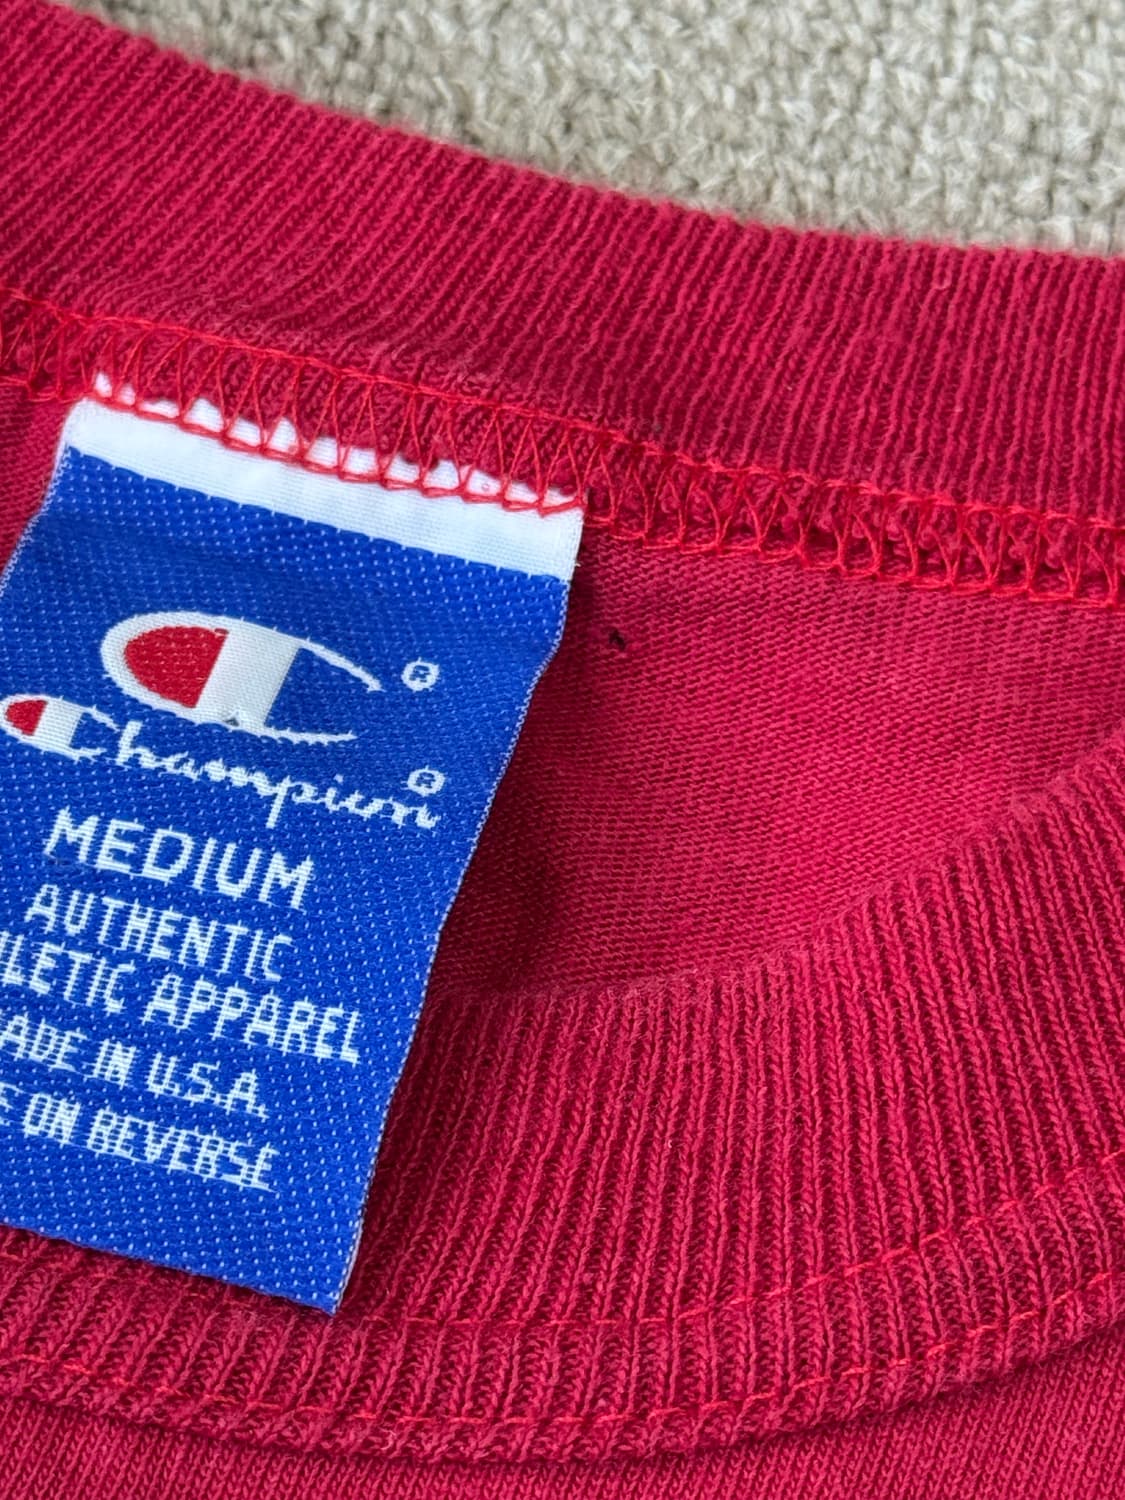 ®
Champion®
MEDIUM
AUTHENTIC
LETIC APPAREL
ADE IN U.S.A.
E ON REVERSE